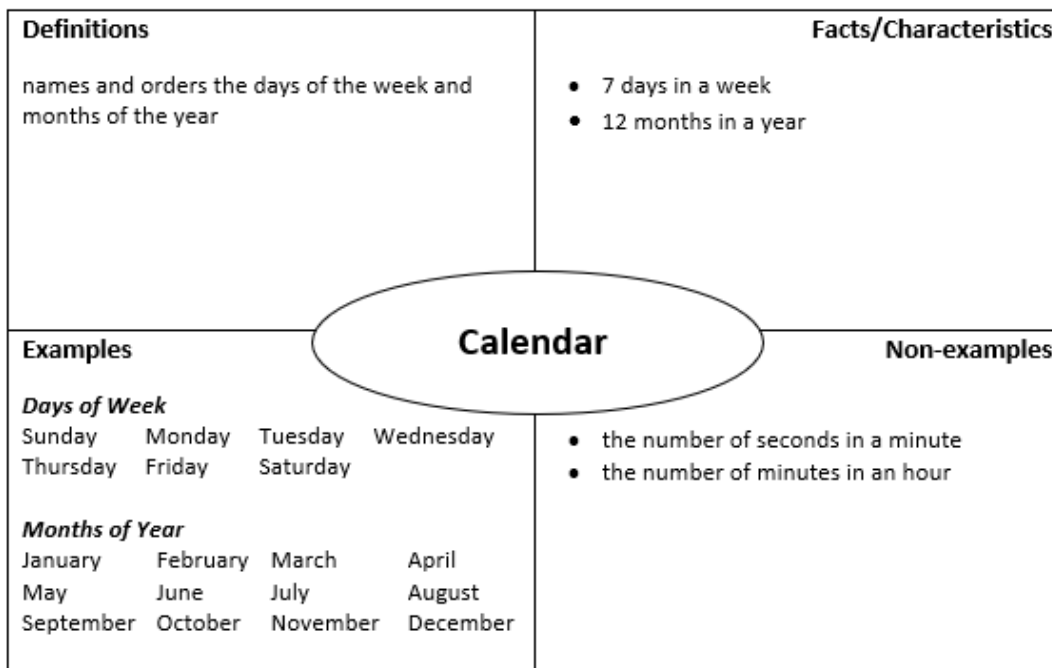 Definitions
names and orders the days of the week and
months of the year
Facts/Characteristics
• 7 days in a week
• 12 months in a year
Calendar
Examples
Days of Week
Sunday Monday Tuesday Wednesday
Thursday Friday Saturday
Months of Year
January February March April
May June July August
September October November December
Non-examples
• the number of seconds in a minute
• the number of minutes in an hour